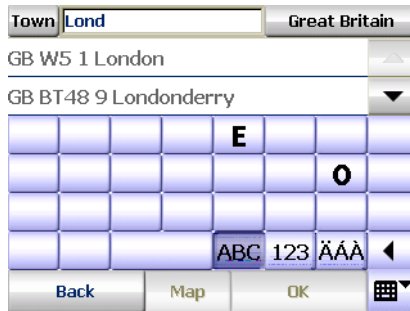 Town Lond Great Britain
GB W5 1 London
GB BT48 9 Londonderry
E
O
ABC 123 ÄÁÀ
Back Map OK